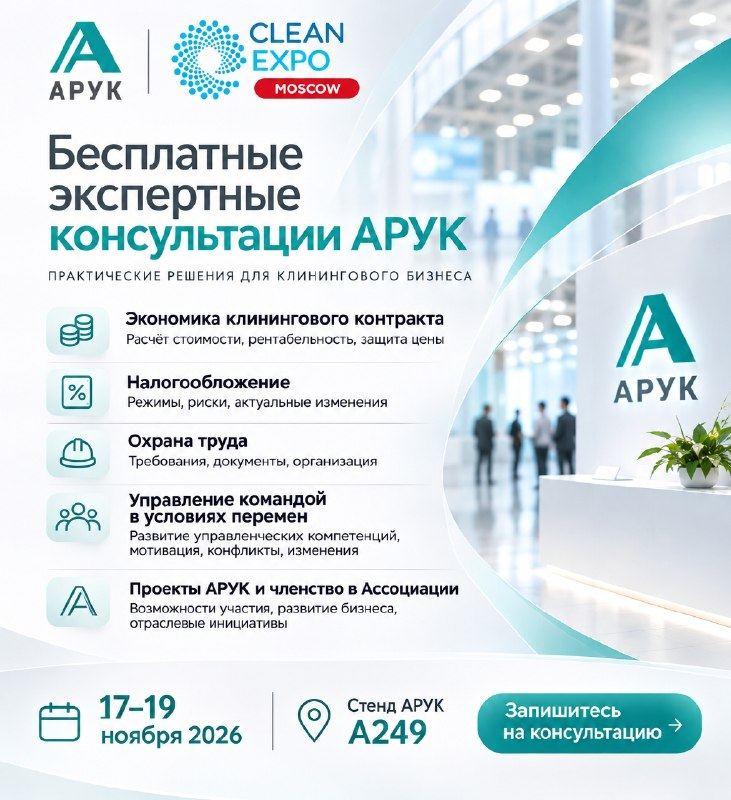 АРУК
CLEAN
EXPO
MOSCOW
Бесплатные
экспертные
консультации АРУК
ПРАКТИЧЕСКИЕ РЕШЕНИЯ ДЛЯ КЛИНИНГОВОГО БИЗНЕСА
Экономика клинингового контракта
Расчёт стоимости, рентабельность, защита цены
%
Налогообложение
Режимы, риски, актуальные изменения
Охрана труда
Требования, документы, организация
Управление командой
в условиях перемен
Развитие управленческих компетенций,
мотивация, конфликты, изменения
Проекты АРУК и членство в Ассоциации
Возможности участия, развитие бизнеса,
отраслевые инициативы
АРУК
17–19
ноября 2026
Стенд АРУК
A249
Запишитесь
на консультацию →